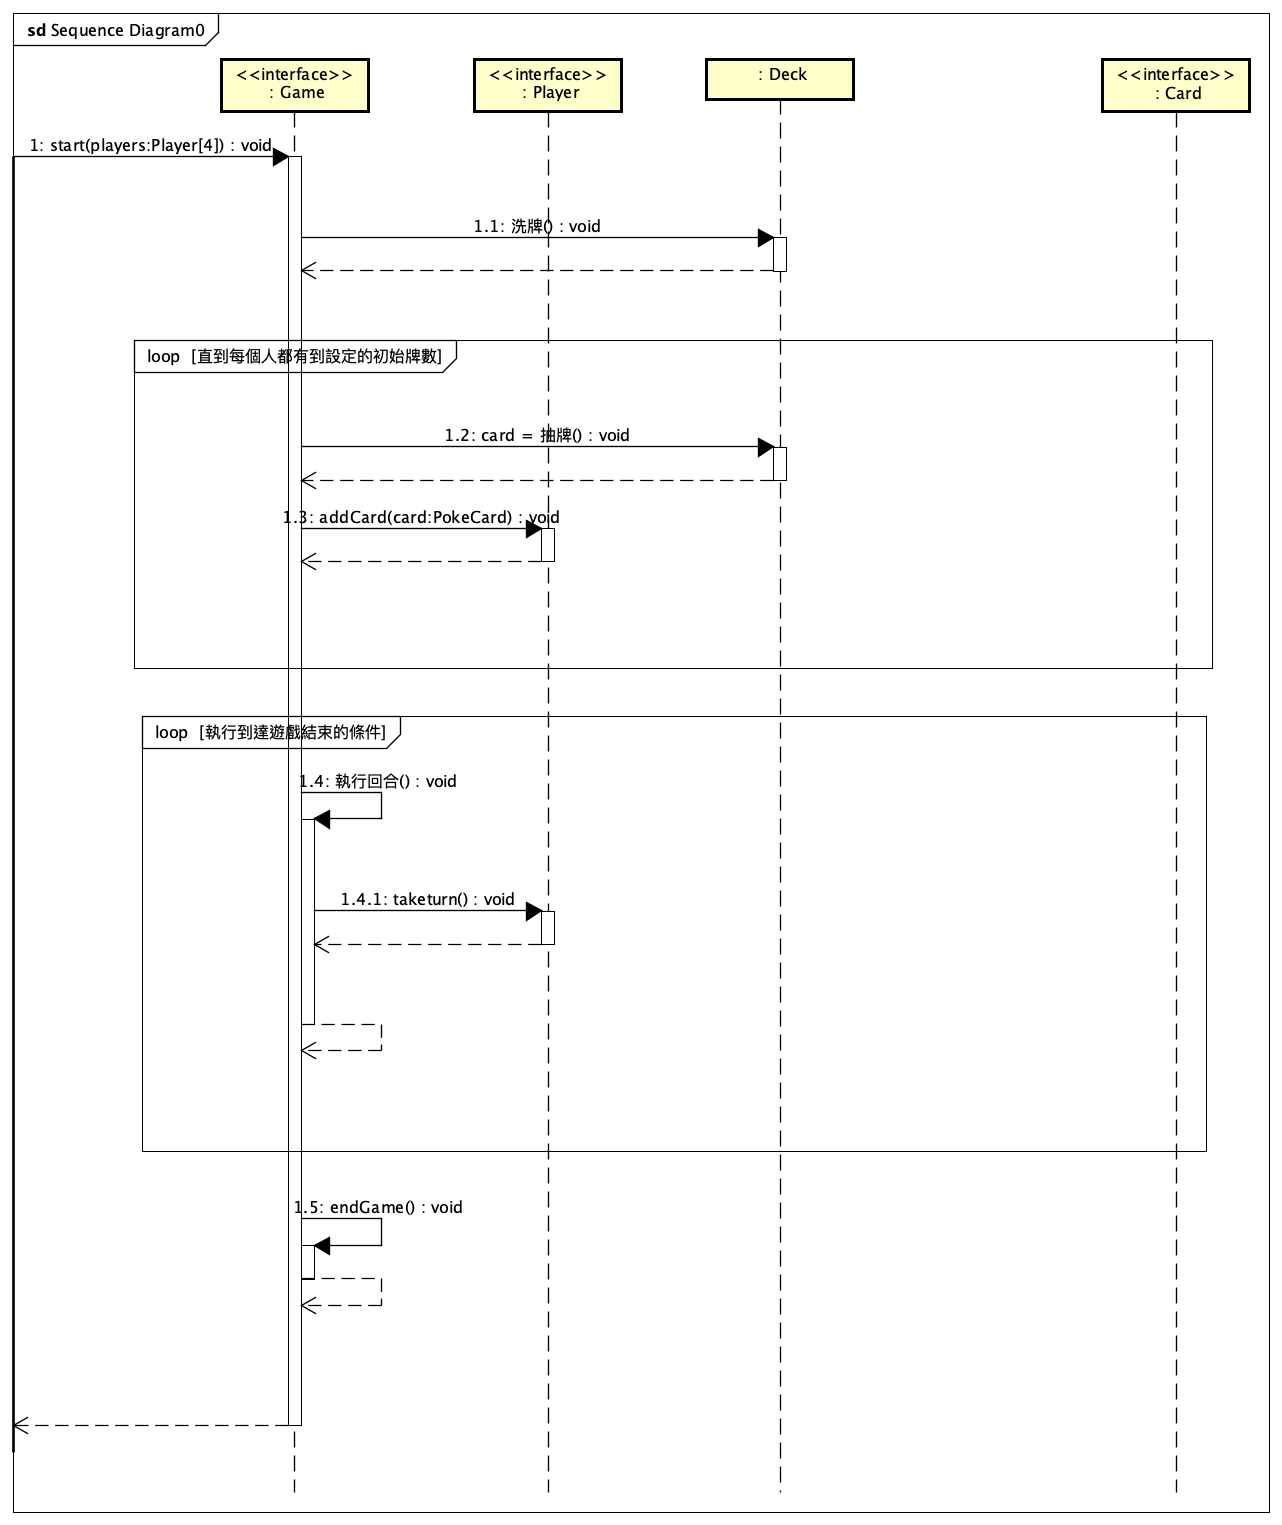 sd Sequence Diagram0
<<interface>>
: Game
<<interface>>
: Player
: Deck
<<interface>>
: Card
1: start(players:Player[4]) : void
1.1: 洗牌() : void
loop [直到每個人都有到設定的初始牌數]
1.2: card = 抽牌() : void
1.3: addCard(card:PokeCard) : void
loop [執行到達遊戲結束的條件]
1.4: 執行回合() : void
1.4.1: taketurn() : void
1.5: endGame() : void